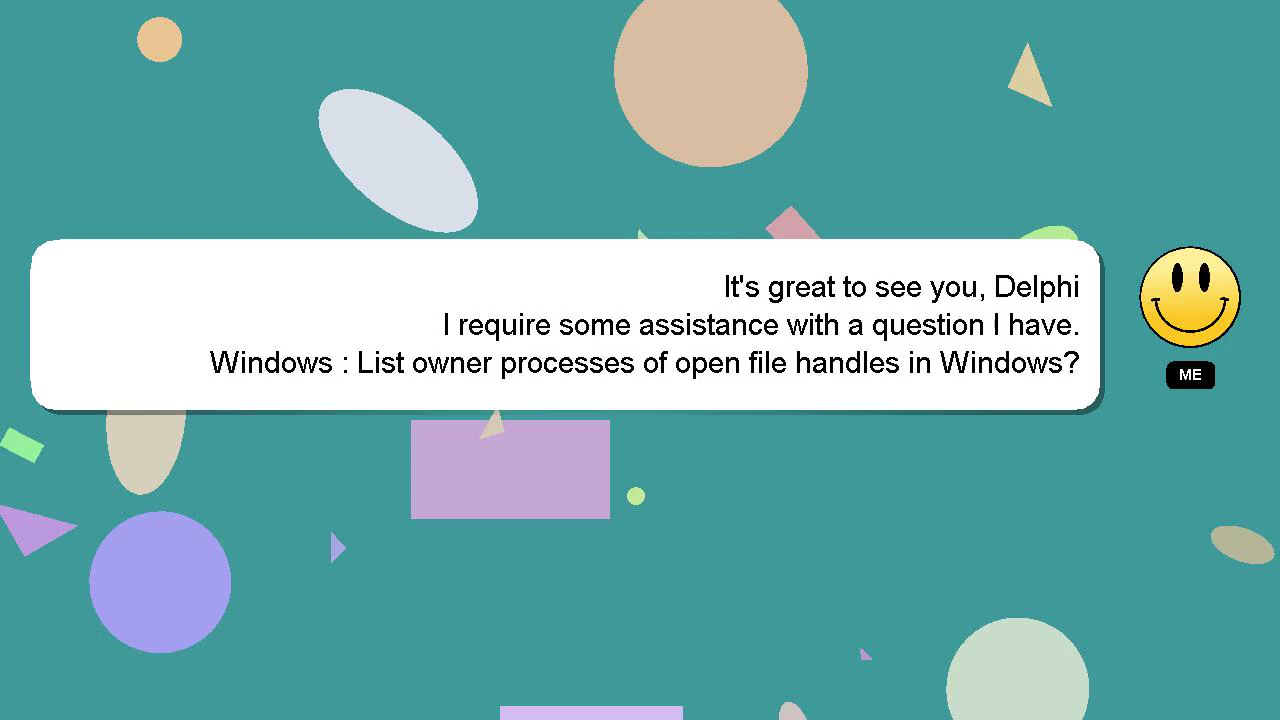 It's great to see you, Delphi
I require some assistance with a question I have.
Windows : List owner processes of open file handles in Windows?
ME